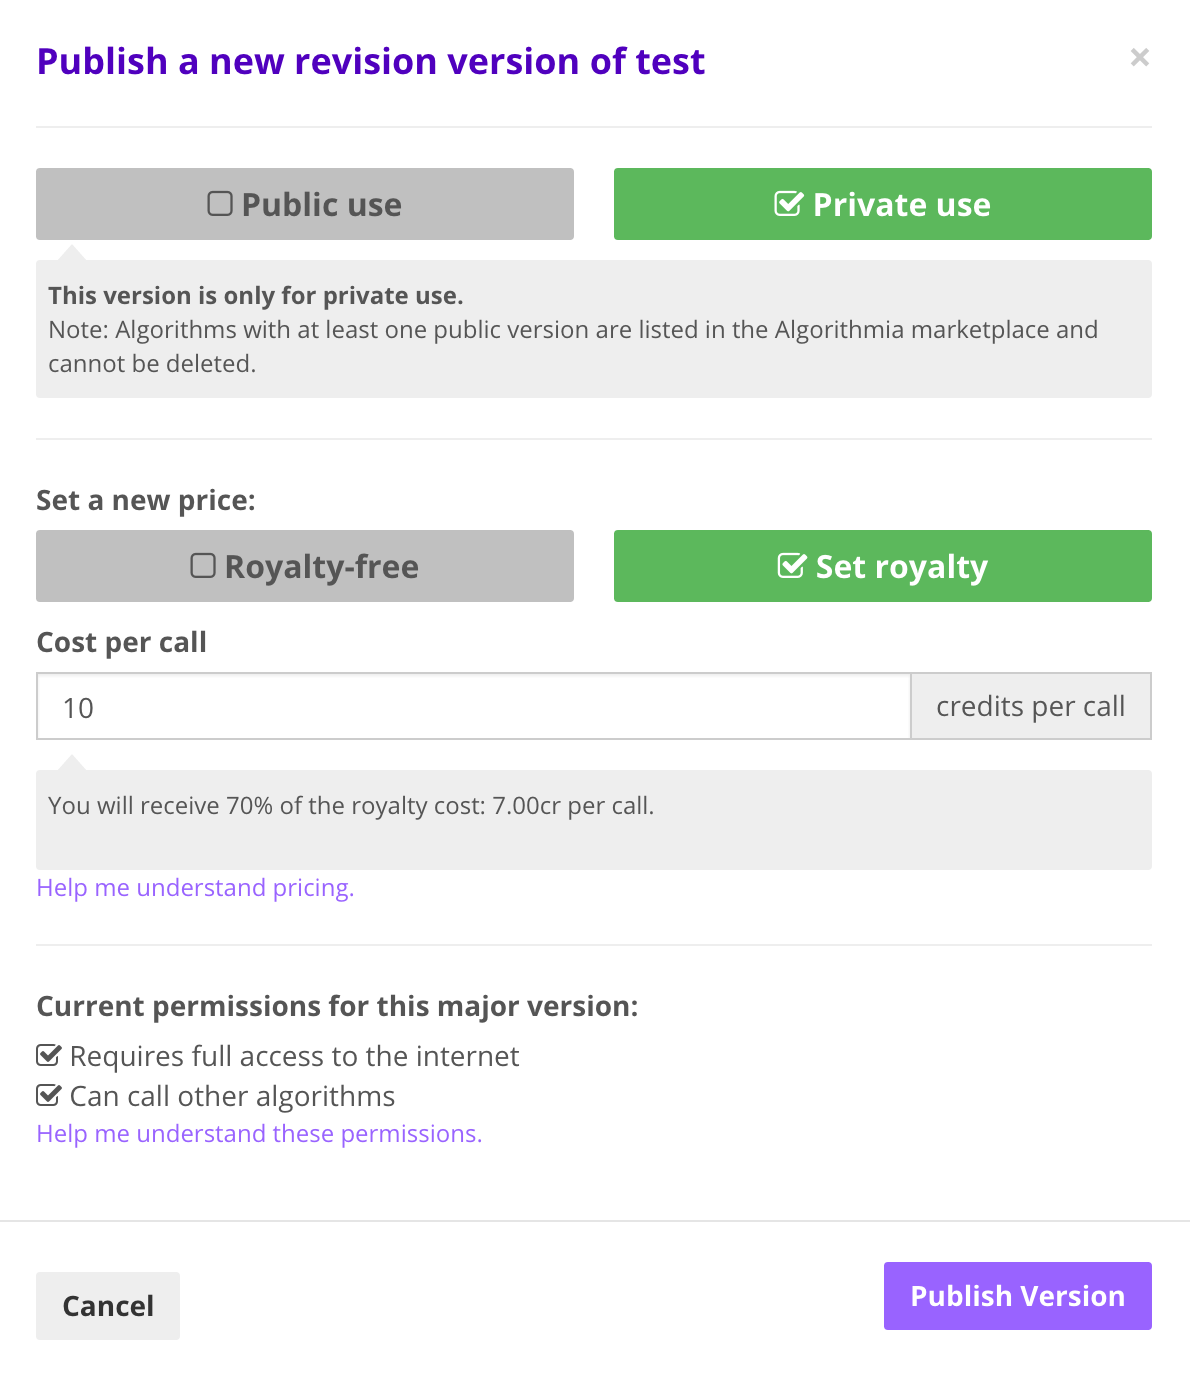 Publish a new revision version of test
×
Public use
Private use
This version is only for private use.
Note: Algorithms with at least one public version are listed in the Algorithmia marketplace and
cannot be deleted.
Set a new price:
Royalty-free
Set royalty
Cost per call
10
credits per call
You will receive 70% of the royalty cost: 7.00cr per call.
Help me understand pricing.
Current permissions for this major version:
Requires full access to the internet
Can call other algorithms
Help me understand these permissions.
Cancel
Publish Version